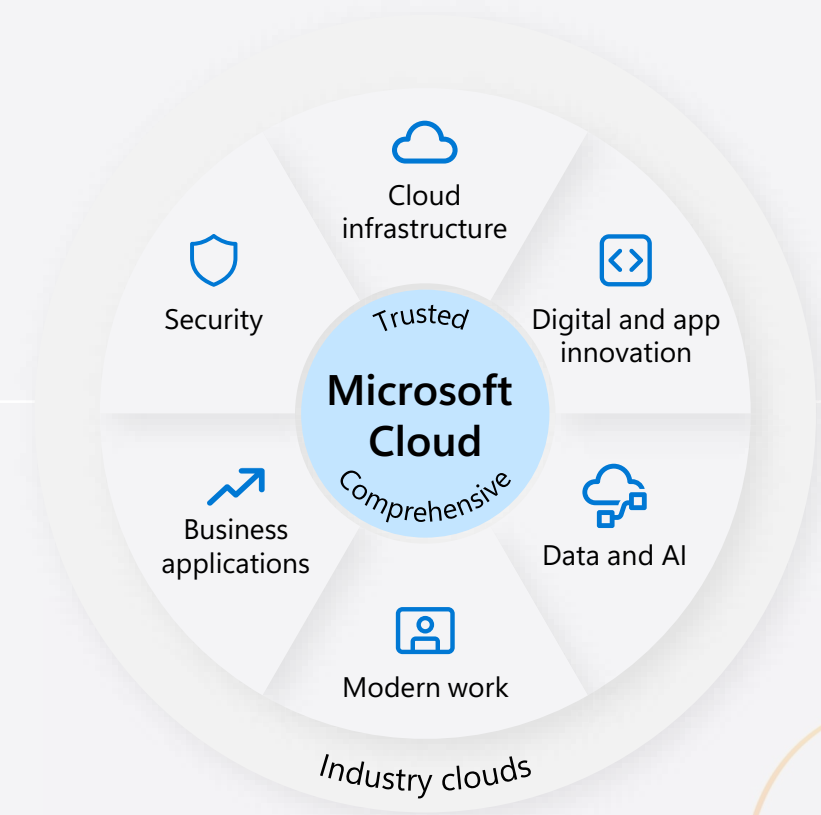 Cloud
infrastructure
Security
Digital and app
innovation
Trusted
Microsoft
Cloud
Comprehensive
Business
applications
Data and AI
Modern work
Industry clouds